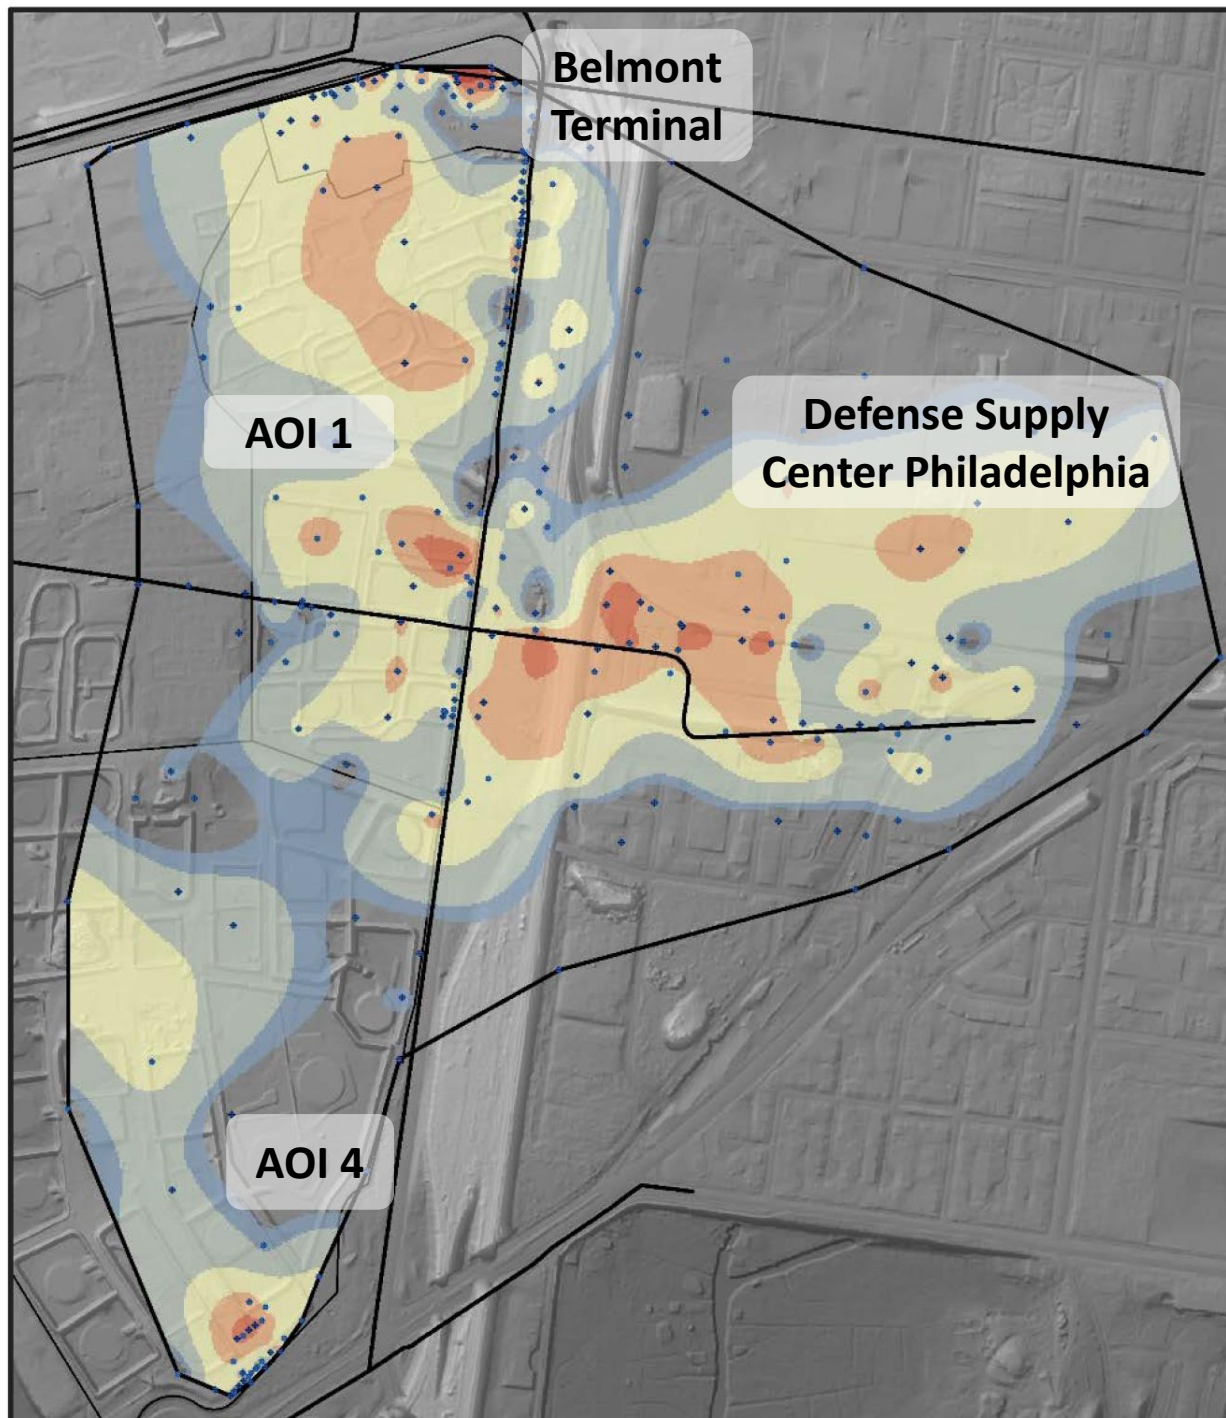 Belmont
Terminal
AOI 1
Defense Supply
Center Philadelphia
AOI 4